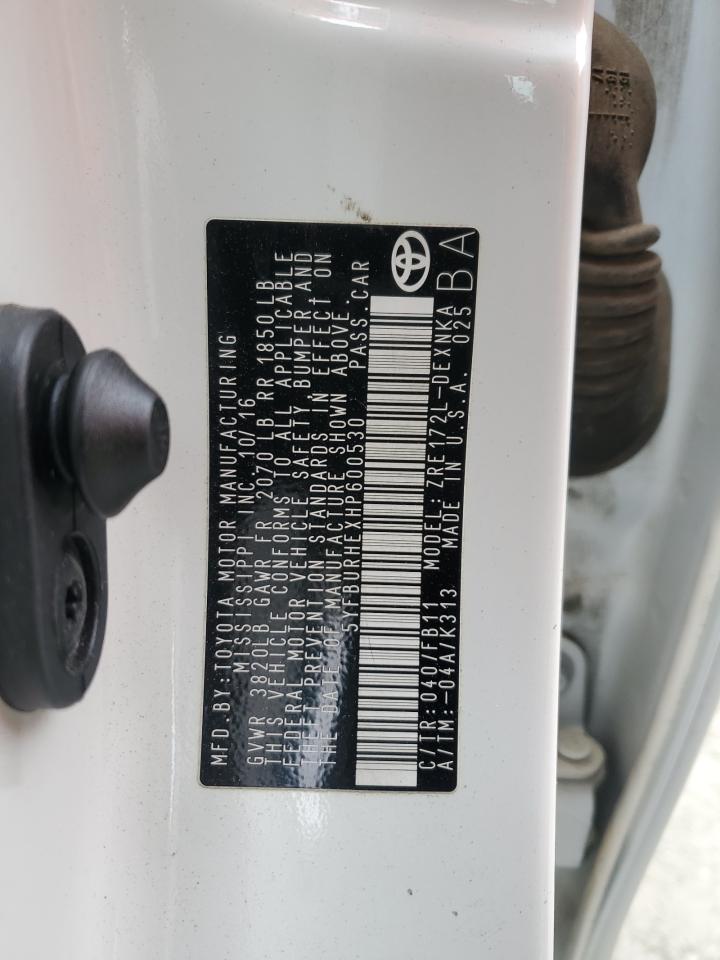 MFD.BY:TOYOTA MOTOR MANUFACTURING
MISSISSIPPI INC. 10/16
GVWR 3820LB GAWR FR 2070 LB RR 1850LB
THIS VEHICLE CONFORMS TO ALL APPLICABLE
FEDERAL MOTOR VEHICLE SAFETY, BUMPER AND
THEFT PREVENTION STANDARDS IN EFFECT ON
THE DATE OF MANUFACTURE SHOWN ABOVE.
5YFBURHEXHP600530 PASS.CAR
C/TR: 040/FB11 MODEL: ZRE172L-DEXNKA
A/TM:-04A/K313 MADE IN U.S.A. 025
BA